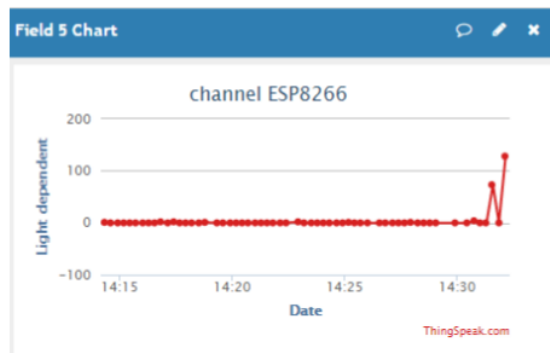 Field 5 Chart
channel ESP8266
200
100
0
-100
Light dependent
14:15 14:20 14:25 14:30
Date
ThingSpeak.com